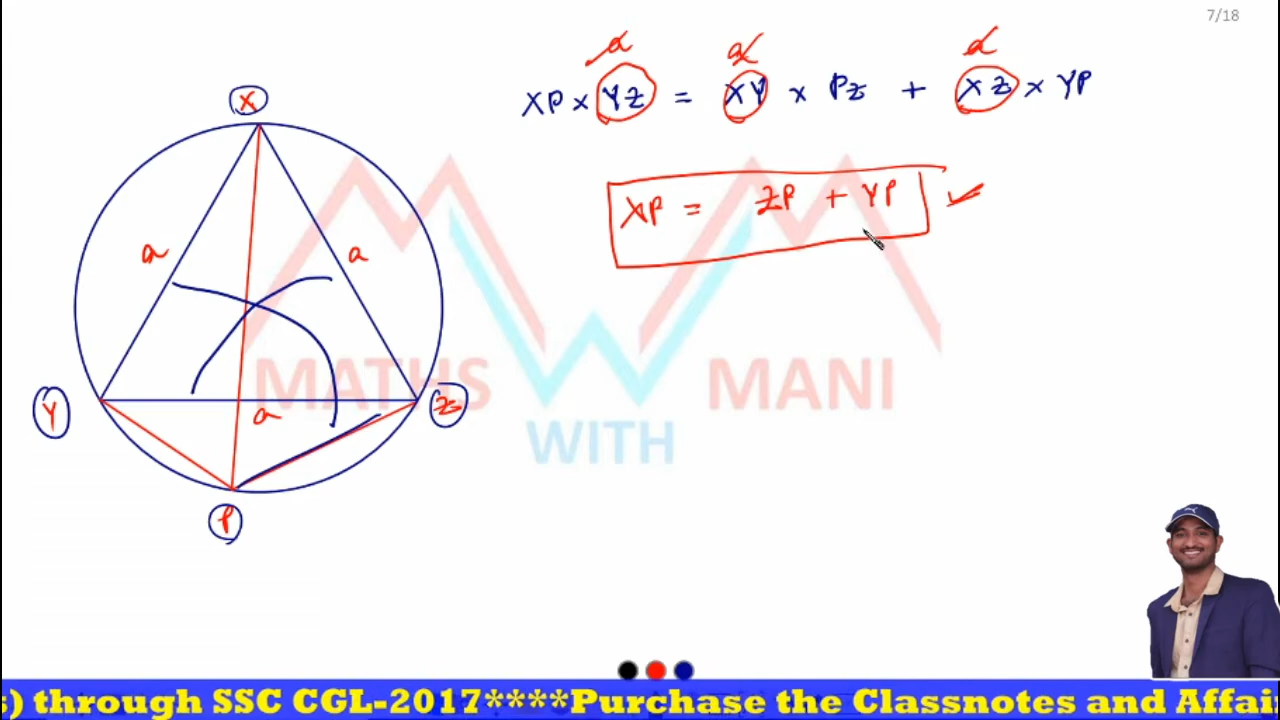 7/18
a a a
XP × YZ = XY × PZ + XZ × YP
XP = ZP + YP
X
a a
a
Y Z
P
MATHS WITH MANI
s) through SSC CGL-2017****Purchase the Classnotes and Affai